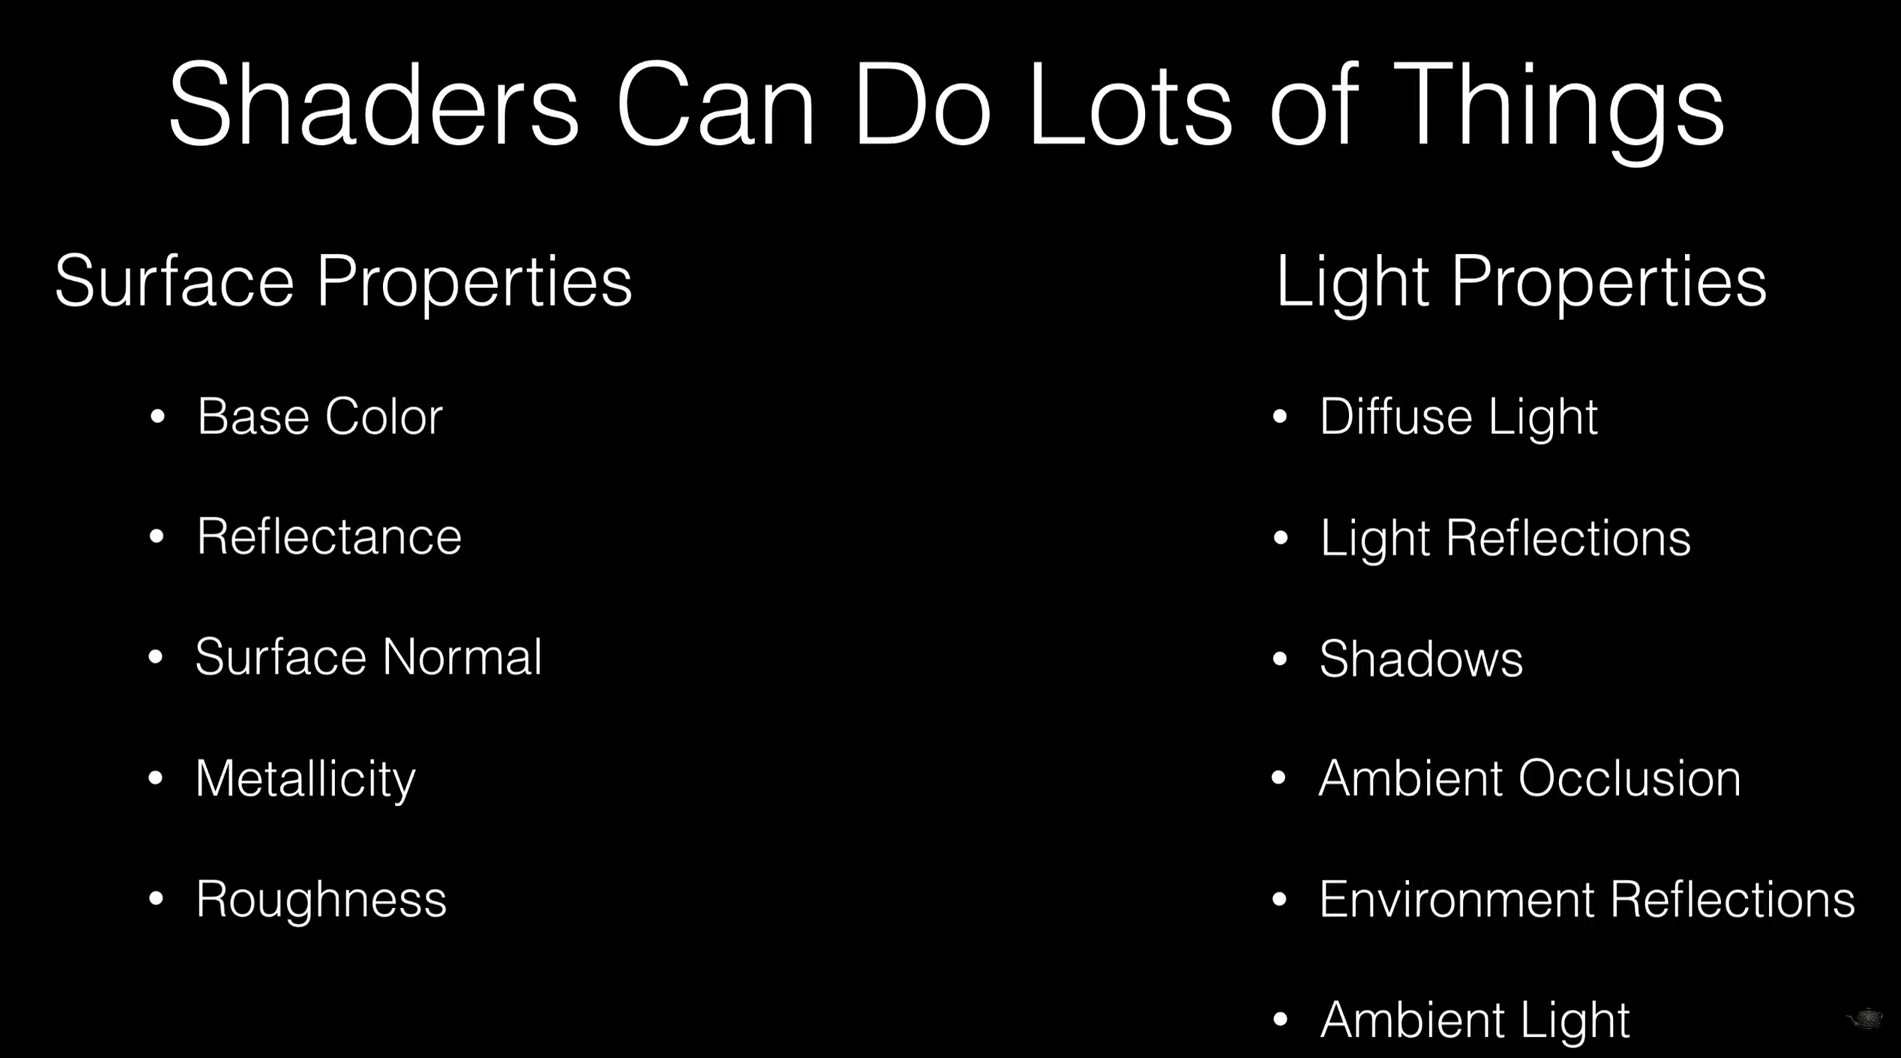 Shaders Can Do Lots of Things
Surface Properties
• Base Color
• Reflectance
• Surface Normal
• Metallicity
• Roughness
Light Properties
• Diffuse Light
• Light Reflections
• Shadows
• Ambient Occlusion
• Environment Reflections
• Ambient Light